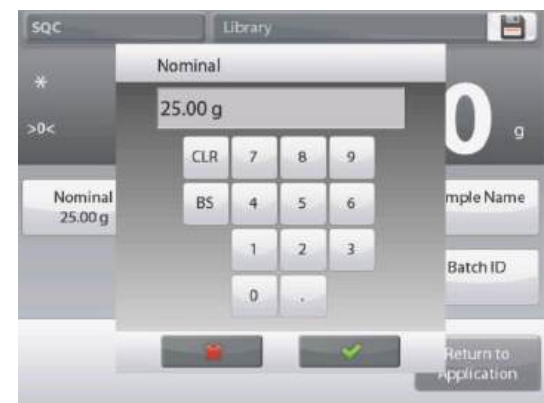 SQC
Library
Nominal
*
>0<
25.00 g
0 g
CLR 7 8 9
BS 4 5 6
1 2 3
0 .
Nominal
25.00 g
mple Name
Batch ID
Return to
Application